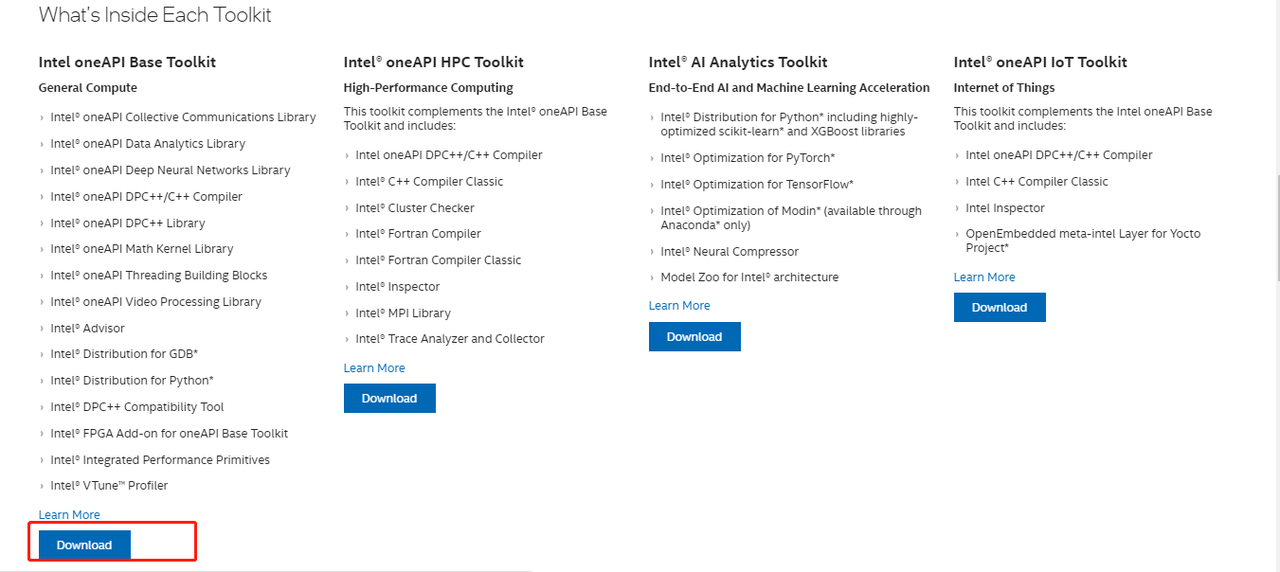 What's Inside Each Toolkit
Intel oneAPI Base Toolkit
General Compute
Intel® oneAPI Collective Communications Library
Intel® oneAPI Data Analytics Library
Intel® oneAPI Deep Neural Networks Library
Intel® oneAPI DPC++/C++ Compiler
Intel® oneAPI DPC++ Library
Intel® oneAPI Math Kernel Library
Intel® oneAPI Threading Building Blocks
Intel® oneAPI Video Processing Library
Intel® Advisor
Intel® Distribution for GDB*
Intel® Distribution for Python*
Intel® DPC++ Compatibility Tool
Intel® FPGA Add-on for oneAPI Base Toolkit
Intel® Integrated Performance Primitives
Intel® VTune™ Profiler
Learn More
Download
Intel® oneAPI HPC Toolkit
High-Performance Computing
This toolkit complements the Intel® oneAPI Base
Toolkit and includes:
Intel oneAPI DPC++/C++ Compiler
Intel® C++ Compiler Classic
Intel® Cluster Checker
Intel® Fortran Compiler
Intel® Fortran Compiler Classic
Intel® Inspector
Intel® MPI Library
Intel® Trace Analyzer and Collector
Learn More
Download
Intel® AI Analytics Toolkit
End-to-End AI and Machine Learning Acceleration
Intel® Distribution for Python* including highly-
optimized scikit-learn* and XGBoost libraries
Intel® Optimization for PyTorch*
Intel® Optimization for TensorFlow*
Intel® Optimization of Modin* (available through
Anaconda* only)
Intel® Neural Compressor
Model Zoo for Intel® architecture
Learn More
Download
Intel® oneAPI IoT Toolkit
Internet of Things
This toolkit complements the Intel oneAPI Base
Toolkit and includes:
Intel oneAPI DPC++/C++ Compiler
Intel C++ Compiler Classic
Intel Inspector
OpenEmbedded meta-intel Layer for Yocto
Project*
Learn More
Download